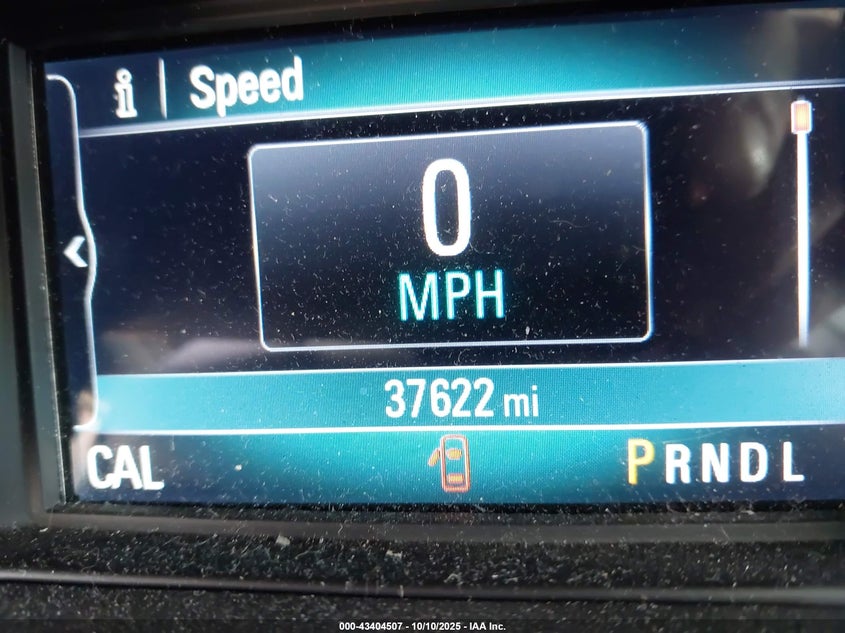 i | Speed
0
MPH
37622 mi
CAL PRNDL
000-43404507 - 10/10/2025 - IAA Inc.